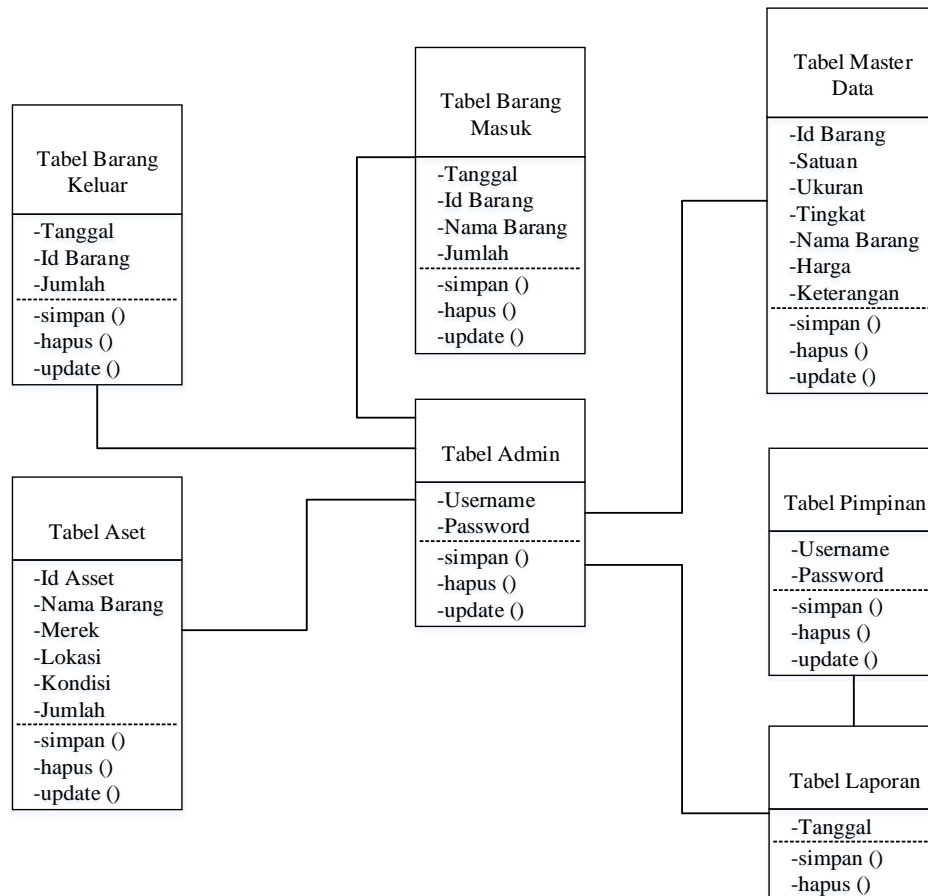 Tabel Barang
Keluar
-Tanggal
-Id Barang
-Jumlah
-simpan ()
-hapus ()
-update ()
Tabel Barang
Masuk
-Tanggal
-Id Barang
-Nama Barang
-Jumlah
-simpan ()
-hapus ()
-update ()
Tabel Master
Data
-Id Barang
-Satuan
-Ukuran
-Tingkat
-Nama Barang
-Harga
-Keterangan
-simpan ()
-hapus ()
-update ()
Tabel Aset
-Id Asset
-Nama Barang
-Merek
-Lokasi
-Kondisi
-Jumlah
-simpan ()
-hapus ()
-update ()
Tabel Admin
-Username
-Password
-simpan ()
-hapus ()
-update ()
Tabel Pimpinan
-Username
-Password
-simpan ()
-hapus ()
-update ()
Tabel Laporan
-Tanggal
-simpan ()
-hapus ()